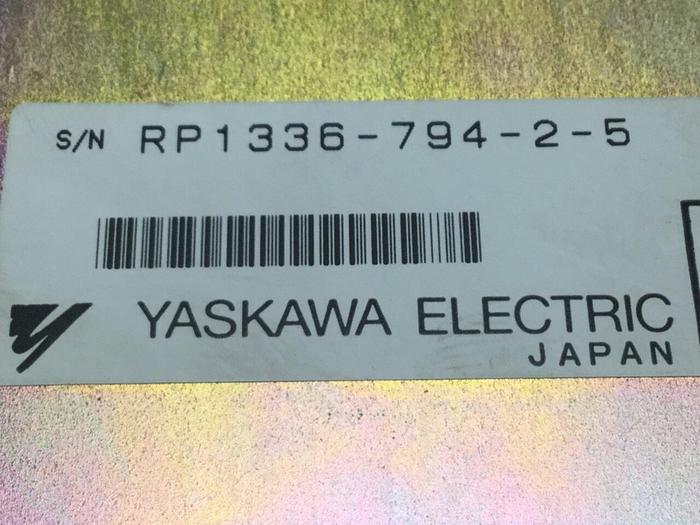 S/N RP1336-794-2-5
YASKAWA ELECTRIC
JAPAN